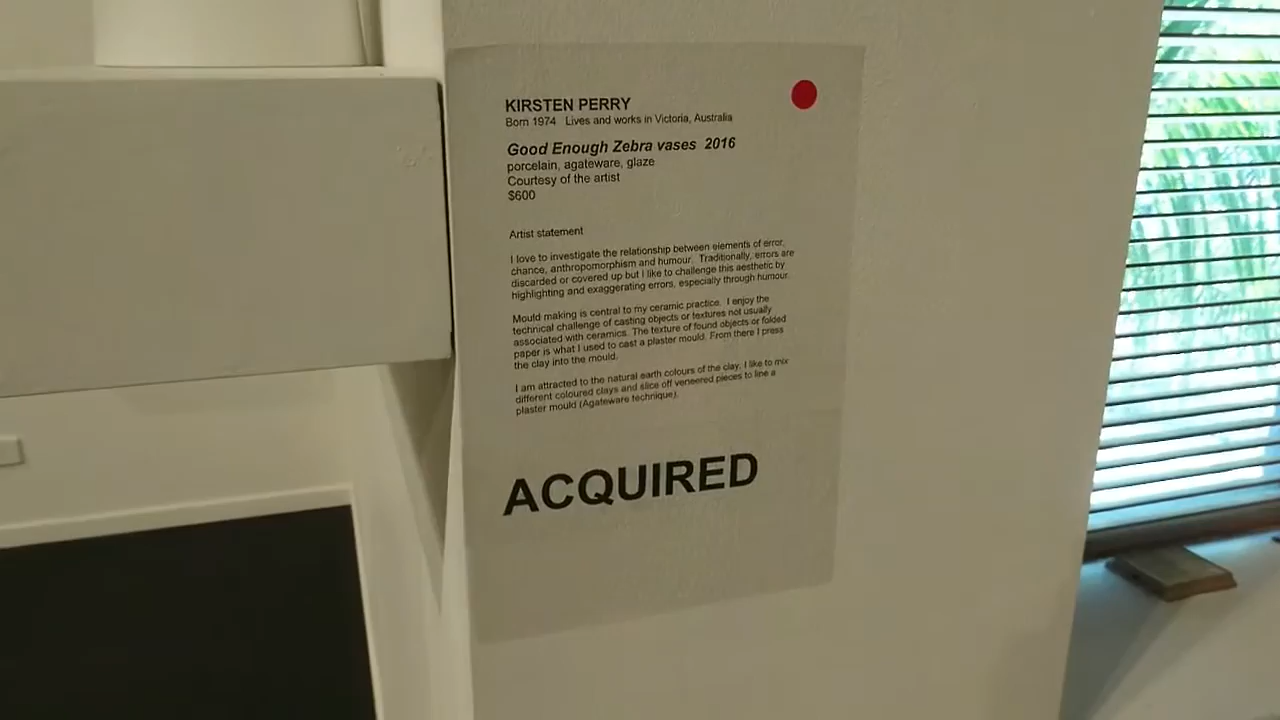 KIRSTEN PERRY
Born 1974 Lives and works in Victoria, Australia
Good Enough Zebra vases 2016
porcelain, agateware, glaze
Courtesy of the artist
$600
Artist statement
I love to investigate the relationship between elements of error,
chance, anthropomorphism and humour. Traditionally, errors are
discarded or covered up but I like to challenge this aesthetic by
highlighting and exaggerating errors, especially through humour.
Mould making is central to my ceramic practice. I enjoy the
technical challenge of casting objects or textures not usually
associated with ceramics. The texture of found objects or folded
paper is what I used to cast a plaster mould. From there I press
the clay into the mould.
I am attracted to the natural earth colours of the clay. I like to mix
different coloured clays and slice off veneered pieces to line a
plaster mould (Agateware technique).
ACQUIRED